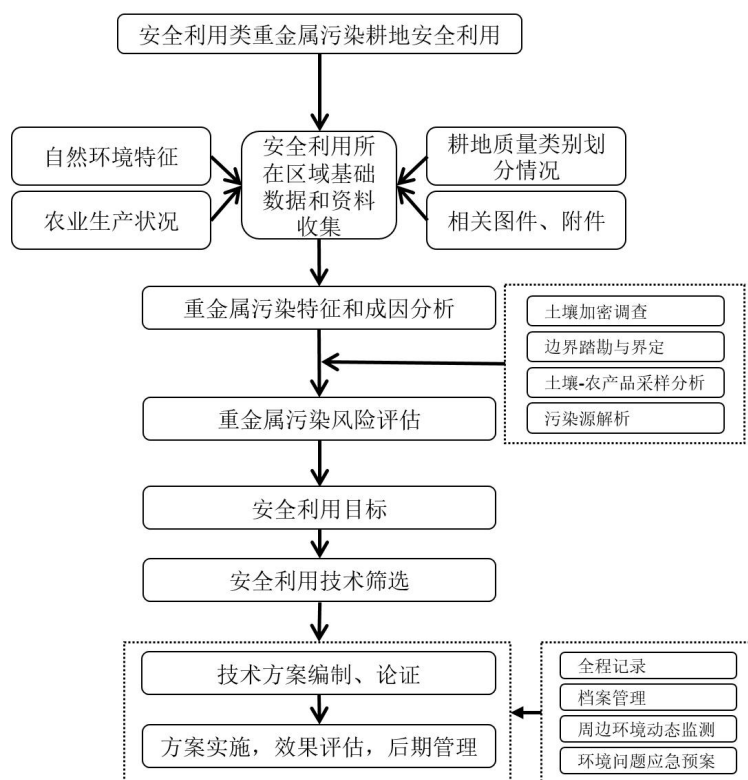 安全利用类重金属污染耕地安全利用
自然环境特征
农业生产状况
安全利用所
在区域基础
数据和资料
收集
耕地质量类别划
分情况
相关图件、附件
重金属污染特征和成因分析
土壤加密调查
边界踏勘与界定
土壤-农产品采样分析
污染源解析
重金属污染风险评估
安全利用目标
安全利用技术筛选
技术方案编制、论证
方案实施，效果评估，后期管理
全程记录
档案管理
周边环境动态监测
环境问题应急预案